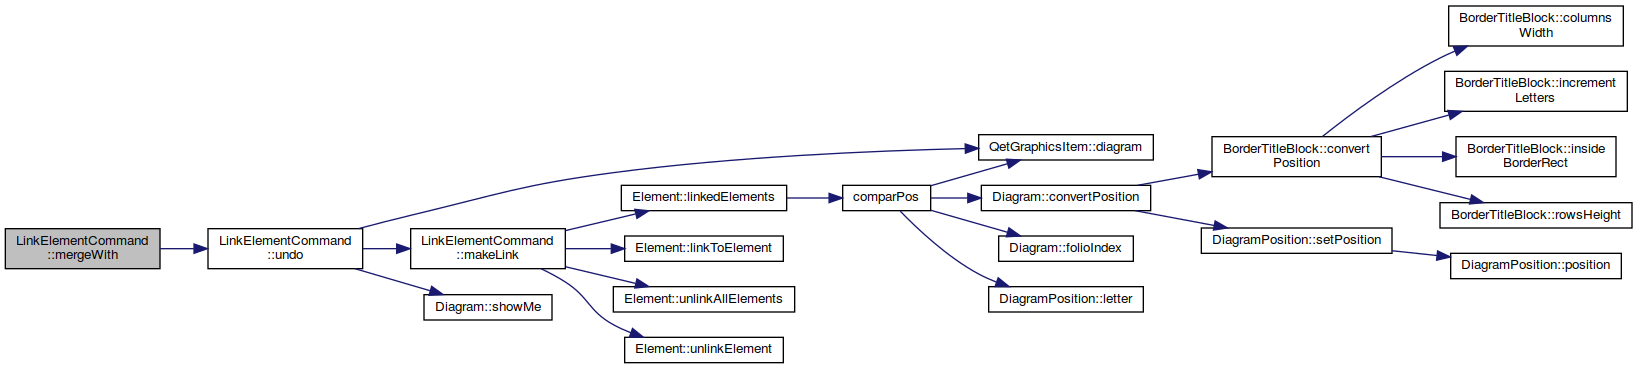 LinkElementCommand
::mergeWith
LinkElementCommand
::undo
LinkElementCommand
::makeLink
Diagram::showMe
Element::linkedElements
Element::linkToElement
Element::unlinkAllElements
Element::unlinkElement
comparPos
QetGraphicsItem::diagram
Diagram::convertPosition
Diagram::folioIndex
DiagramPosition::letter
BorderTitleBlock::convert
Position
DiagramPosition::setPosition
BorderTitleBlock::columns
Width
BorderTitleBlock::increment
Letters
BorderTitleBlock::inside
BorderRect
BorderTitleBlock::rowsHeight
DiagramPosition::position